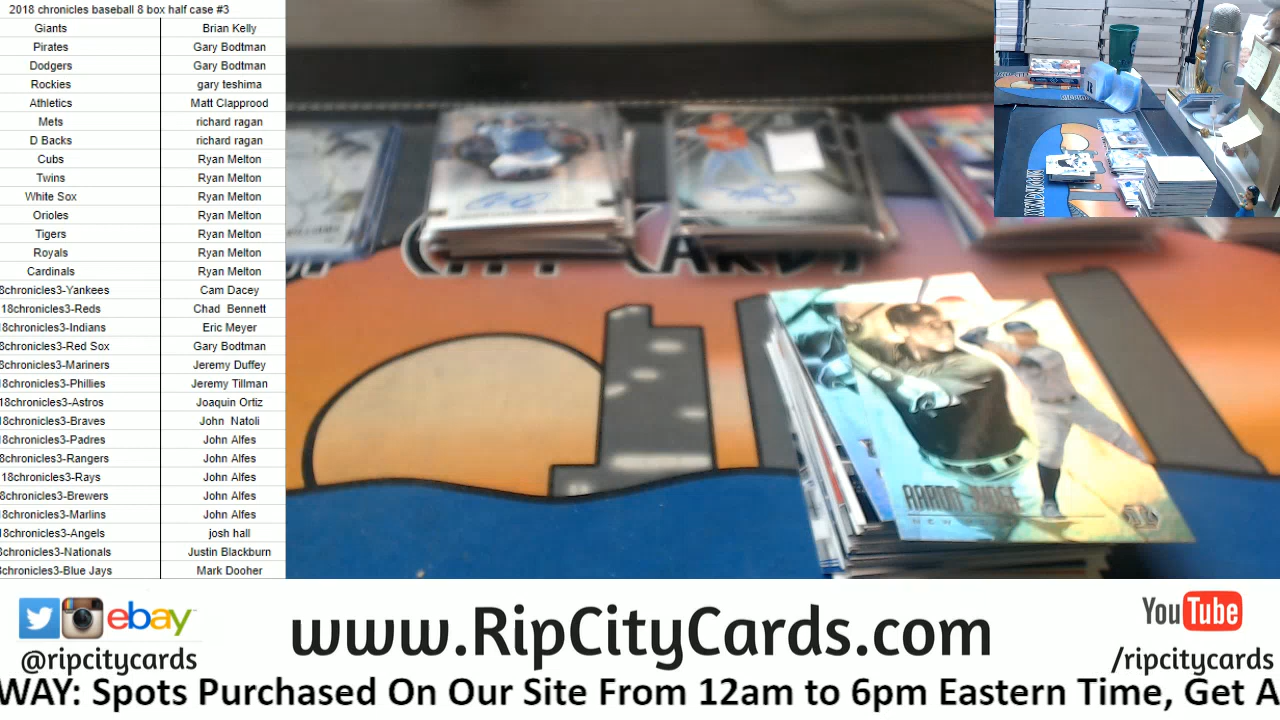 2018 chronicles baseball 8 box half case #3
Giants Brian Kelly
Pirates Gary Bodtman
Dodgers Gary Bodtman
Rockies gary teshima
Athletics Matt Clapprood
Mets richard ragan
D Backs richard ragan
Cubs Ryan Melton
Twins Ryan Melton
White Sox Ryan Melton
Orioles Ryan Melton
Tigers Ryan Melton
Royals Ryan Melton
Cardinals Ryan Melton
8chronicles3-Yankees Cam Dacey
18chronicles3-Reds Chad Bennett
18chronicles3-Indians Eric Meyer
8chronicles3-Red Sox Gary Bodtman
8chronicles3-Mariners Jeremy Duffey
18chronicles3-Phillies Jeremy Tillman
18chronicles3-Astros Joaquin Ortiz
18chronicles3-Braves John Natoli
18chronicles3-Padres John Alfes
8chronicles3-Rangers John Alfes
18chronicles3-Rays John Alfes
8chronicles3-Brewers John Alfes
18chronicles3-Marlins John Alfes
18chronicles3-Angels josh hall
8chronicles3-Nationals Justin Blackburn
8chronicles3-Blue Jays Mark Dooher
CITY CARDS
AARON JUDGE
ebay
@ripcitycards
www.RipCityCards.com
YouTube
/ripcitycards
WAY: Spots Purchased On Our Site From 12am to 6pm Eastern Time, Get A